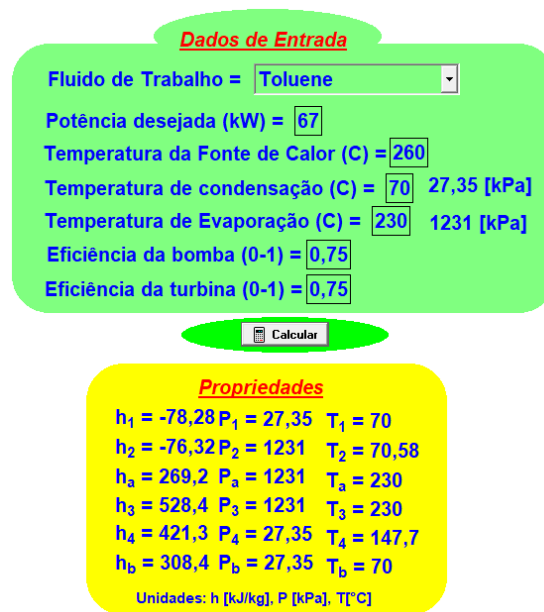 Dados de Entrada
Fluido de Trabalho = Toluene
Potência desejada (kW) = 67
Temperatura da Fonte de Calor (C) = 260
Temperatura de condensação (C) = 70 27,35 [kPa]
Temperatura de Evaporação (C) = 230 1231 [kPa]
Eficiência da bomba (0-1) = 0,75
Eficiência da turbina (0-1) = 0,75
Calcular
Propriedades
h1 = -78,28 P1 = 27,35 T1 = 70
h2 = -76,32 P2 = 1231 T2 = 70,58
ha = 269,2 Pa = 1231 Ta = 230
h3 = 528,4 P3 = 1231 T3 = 230
h4 = 421,3 P4 = 27,35 T4 = 147,7
hb = 308,4 Pb = 27,35 Tb = 70
Unidades: h [kJ/kg], P [kPa], T[°C]